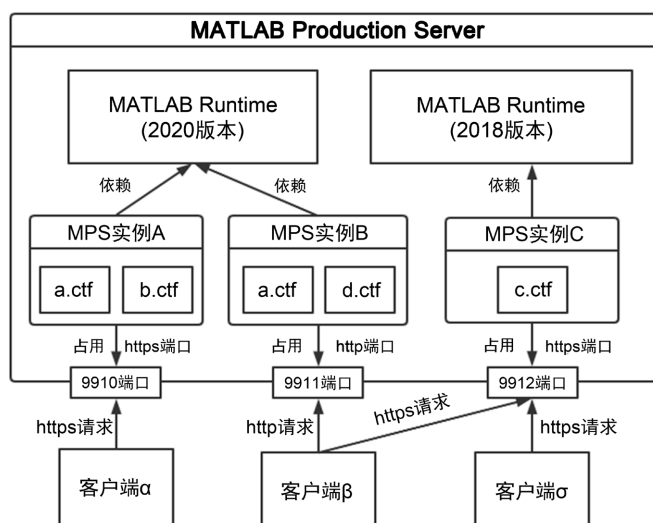 MATLAB Production Server
MATLAB Runtime
(2020版本)
MATLAB Runtime
(2018版本)
依赖
依赖
依赖
MPS实例A
MPS实例B
MPS实例C
a.ctf
b.ctf
a.ctf
d.ctf
c.ctf
占用
https端口
占用
http端口
占用
https端口
9910端口
9911端口
9912端口
https请求
http请求
https请求
https请求
客户端α
客户端β
客户端σ